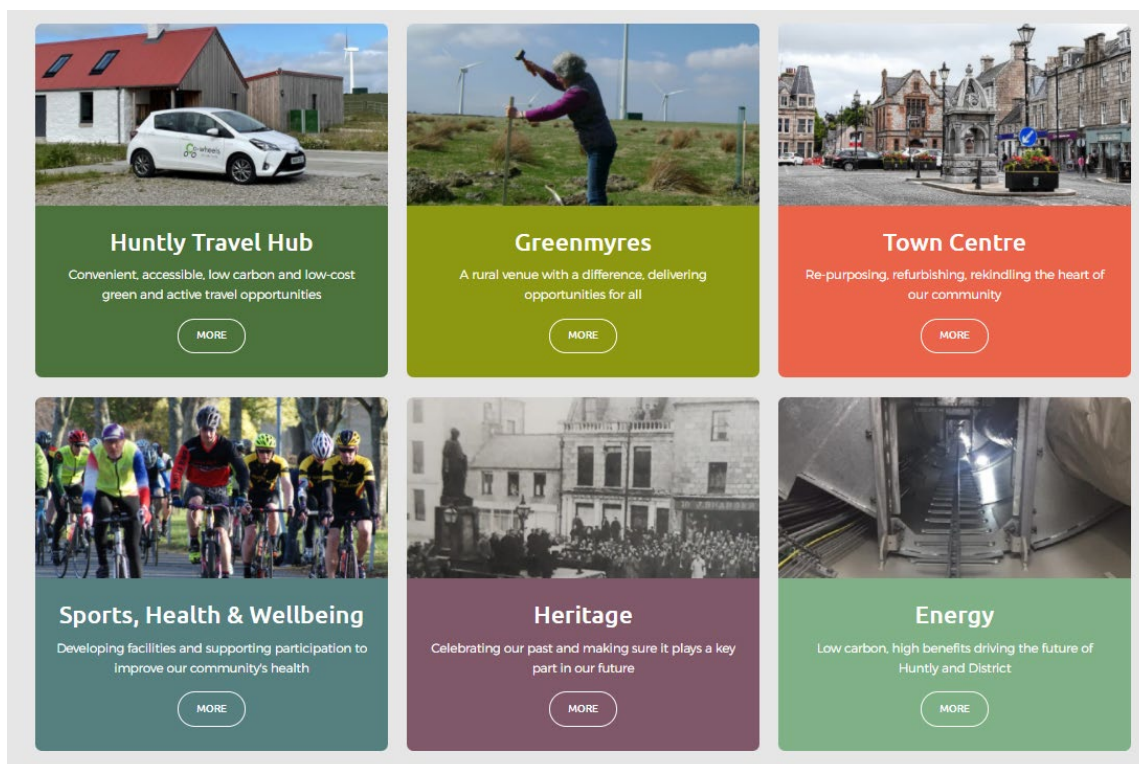 co-wheels
Huntly Travel Hub
Convenient, accessible, low carbon and low-cost
green and active travel opportunities
MORE
Greenmyres
A rural venue with a difference, delivering
opportunities for all
MORE
Town Centre
Re-purposing, refurbishing, rekindling the heart of
our community
MORE
Sports, Health & Wellbeing
Developing facilities and supporting participation to
improve our community's health
MORE
Heritage
Celebrating our past and making sure it plays a key
part in our future
MORE
Energy
Low carbon, high benefits driving the future of
Huntly and District
MORE